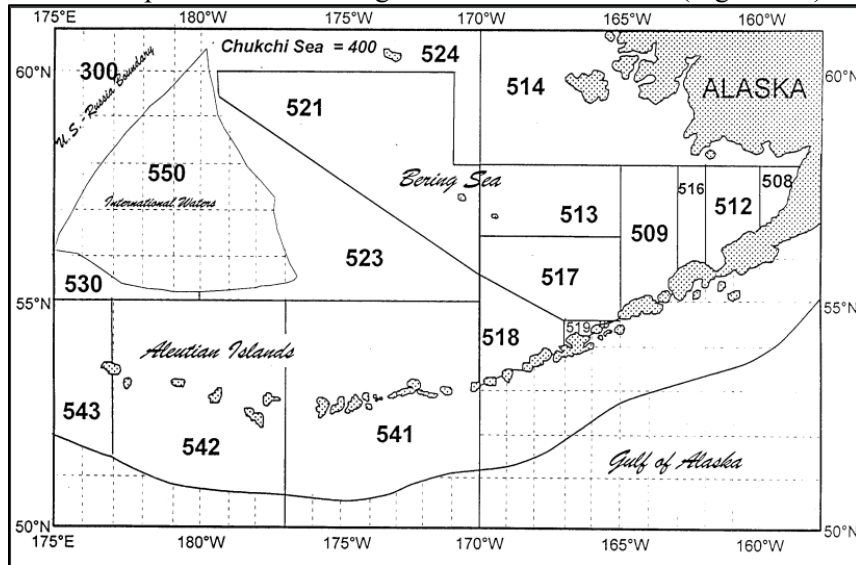 175°E 180°W 175°W 170°W 165°W 160°W
Chukchi Sea = 400
524
60°N
300
U.S. - Russia Boundary
521
514
ALASKA
60°N
550
International Waters
Bering Sea
513
509
516
512
508
523
517
530
55°N
518
519
55°N
Aleutian Islands
543
542
541
Gulf of Alaska
50°N
50°N
175°E 180°W 175°W 170°W 165°W 160°W